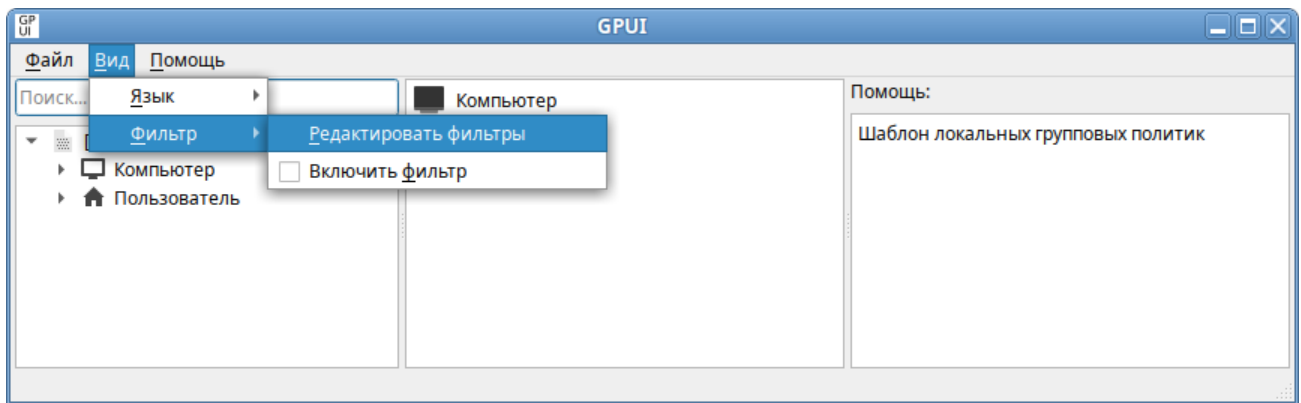 GP
UI
GPUI
Файл Вид Помощь
Поиск...
Язык
Фильтр
Редактировать фильтры
Включить фильтр
Компьютер
Пользователь
Компьютер
Помощь:
Шаблон локальных групповых политик